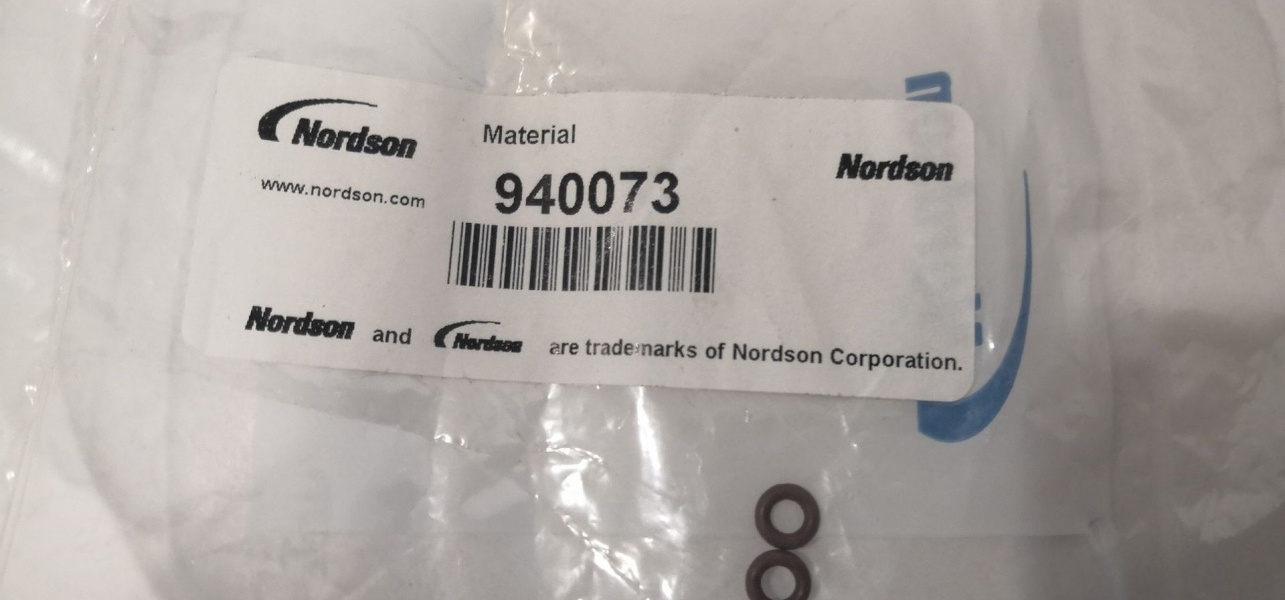 Nordson
Material
Nordson
www.nordson.com
940073
Nordson and Nordson are trademarks of Nordson Corporation.